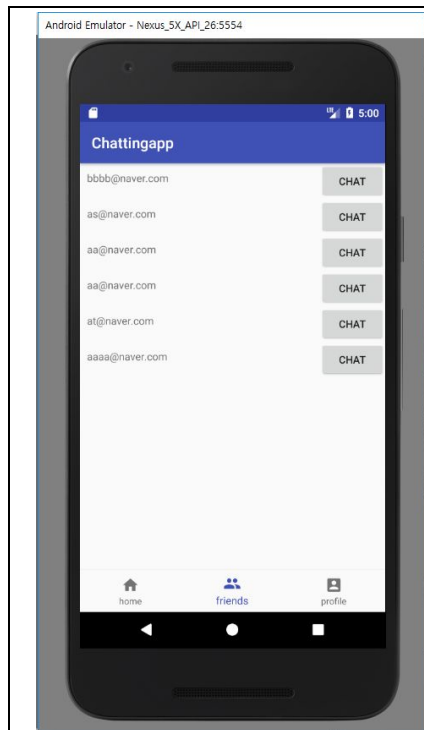 Android Emulator - Nexus_5X_API_26:5554
LTE 5:00
Chattingapp
bbbb@naver.com CHAT
as@naver.com CHAT
aa@naver.com CHAT
aa@naver.com CHAT
at@naver.com CHAT
aaaa@naver.com CHAT
home friends profile